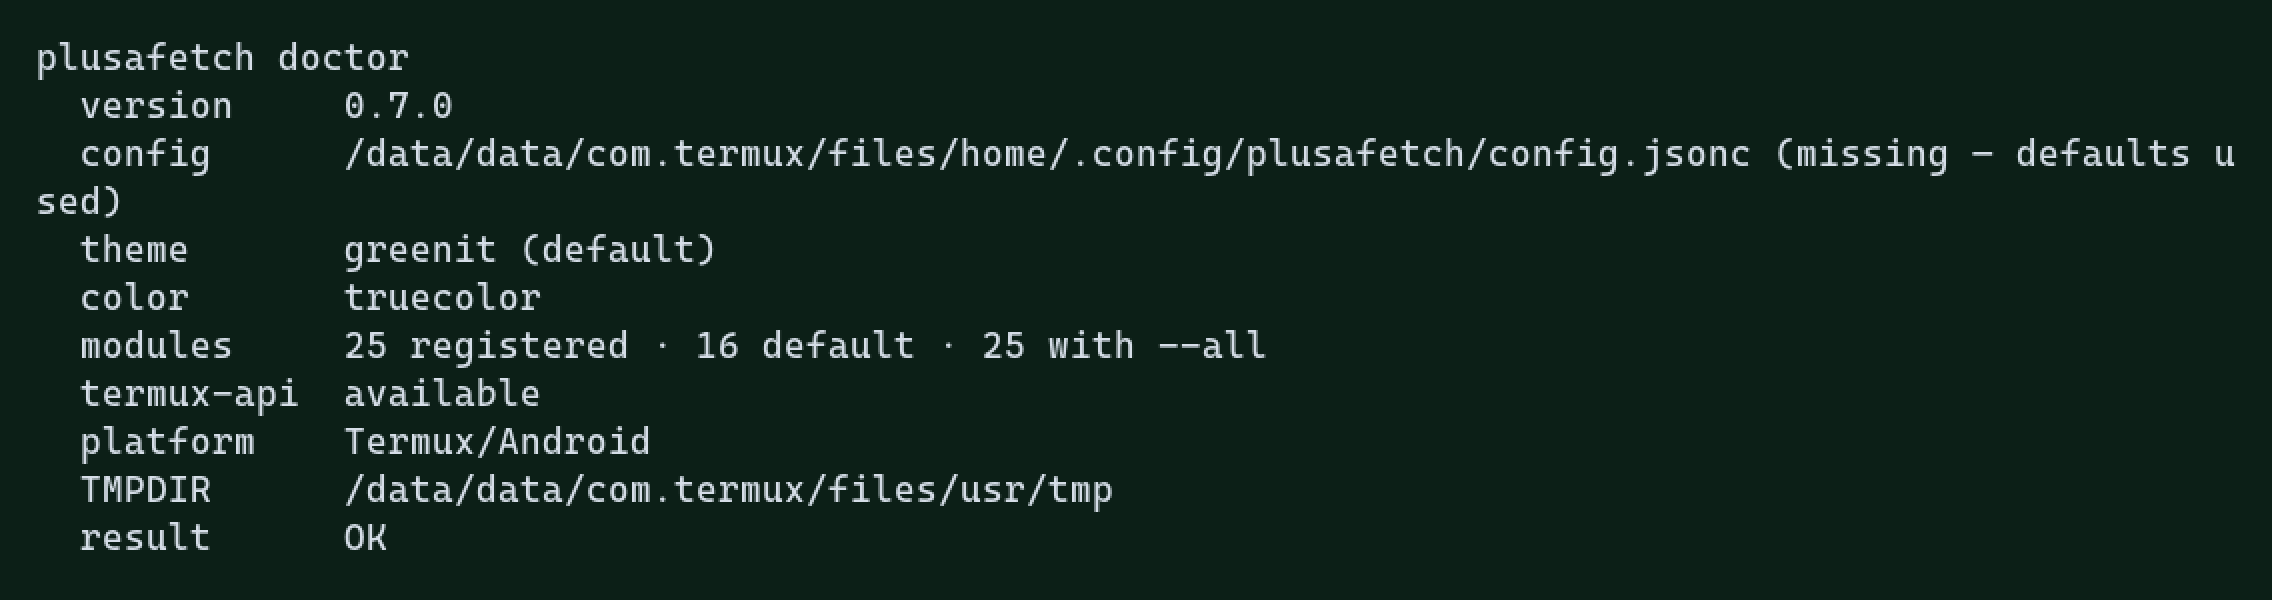 plusafetch doctor
  version     0.7.0
  config      /data/data/com.termux/files/home/.config/plusafetch/config.jsonc (missing — defaults u
sed)
  theme       greenit (default)
  color       truecolor
  modules     25 registered · 16 default · 25 with --all
  termux-api  available
  platform    Termux/Android
  TMPDIR      /data/data/com.termux/files/usr/tmp
  result      OK